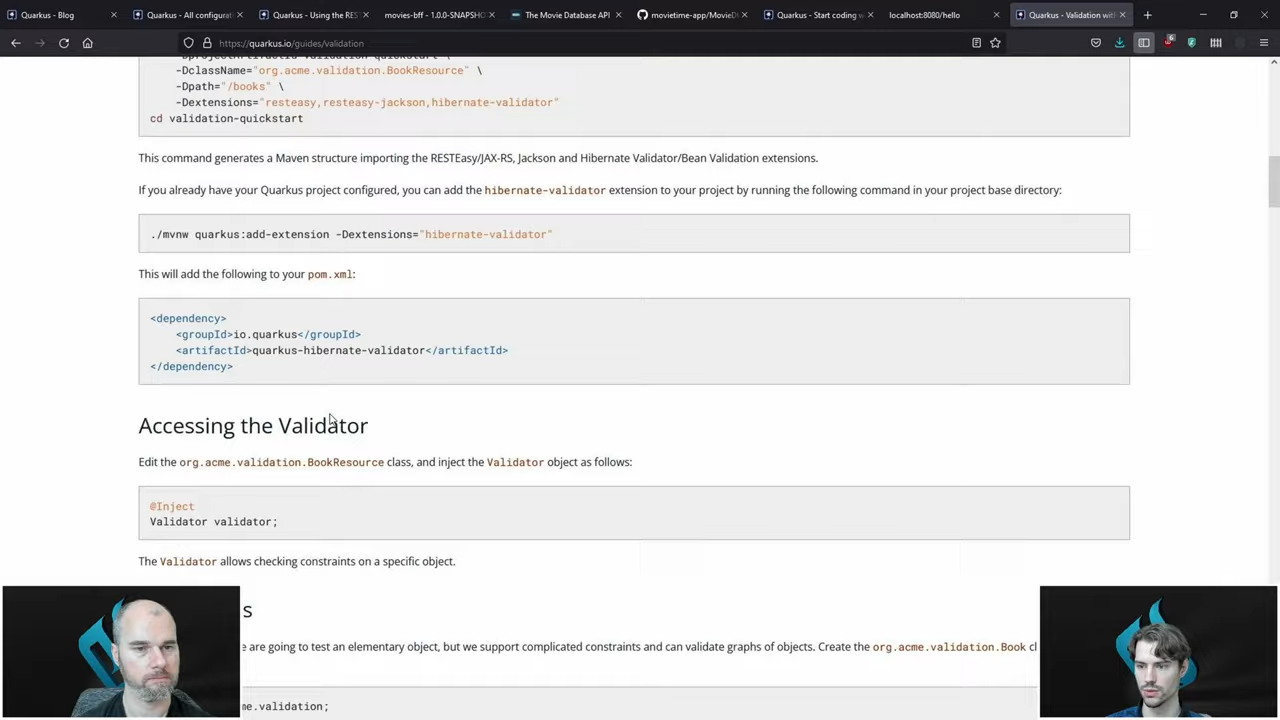 Quarkus - Blog
Quarkus - All configurat
Quarkus - Using the RES
movies-bff - 1.0.0-SNAPSHO
The Movie Database API
movietime-app/MovieD
Quarkus - Start coding w
localhost:8080/hello
Quarkus - Validation with
https://quarkus.io/guides/validation
-DclassName="org.acme.validation.BookResource" \
-Dpath="/books" \
-Dextensions="resteasy,resteasy-jackson,hibernate-validator"
cd validation-quickstart
This command generates a Maven structure importing the RESTEasy/JAX-RS, Jackson and Hibernate Validator/Bean Validation extensions.
If you already have your Quarkus project configured, you can add the hibernate-validator extension to your project by running the following command in your project base directory:
./mvnw quarkus:add-extension -Dextensions="hibernate-validator"
This will add the following to your pom.xml:
<dependency>
<groupId>io.quarkus</groupId>
<artifactId>quarkus-hibernate-validator</artifactId>
</dependency>
Accessing the Validator
Edit the org.acme.validation.BookResource class, and inject the Validator object as follows:
@Inject
Validator validator;
The Validator allows checking constraints on a specific object.
s
e are going to test an elementary object, but we support complicated constraints and can validate graphs of objects. Create the org.acme.validation.Book cl
me.validation;